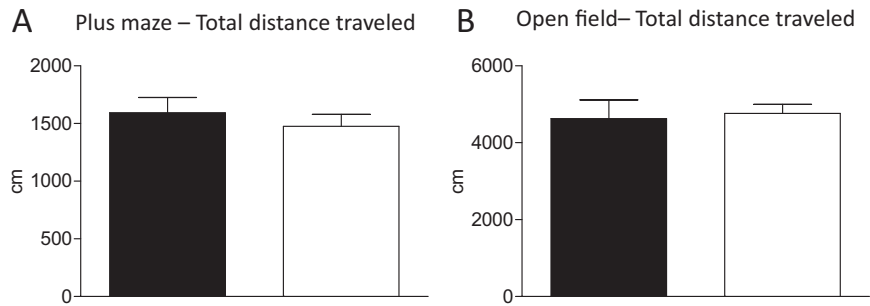 A Plus maze – Total distance traveled
2000
1500
1000
500
0
cm
B Open field– Total distance traveled
6000
4000
2000
0
cm